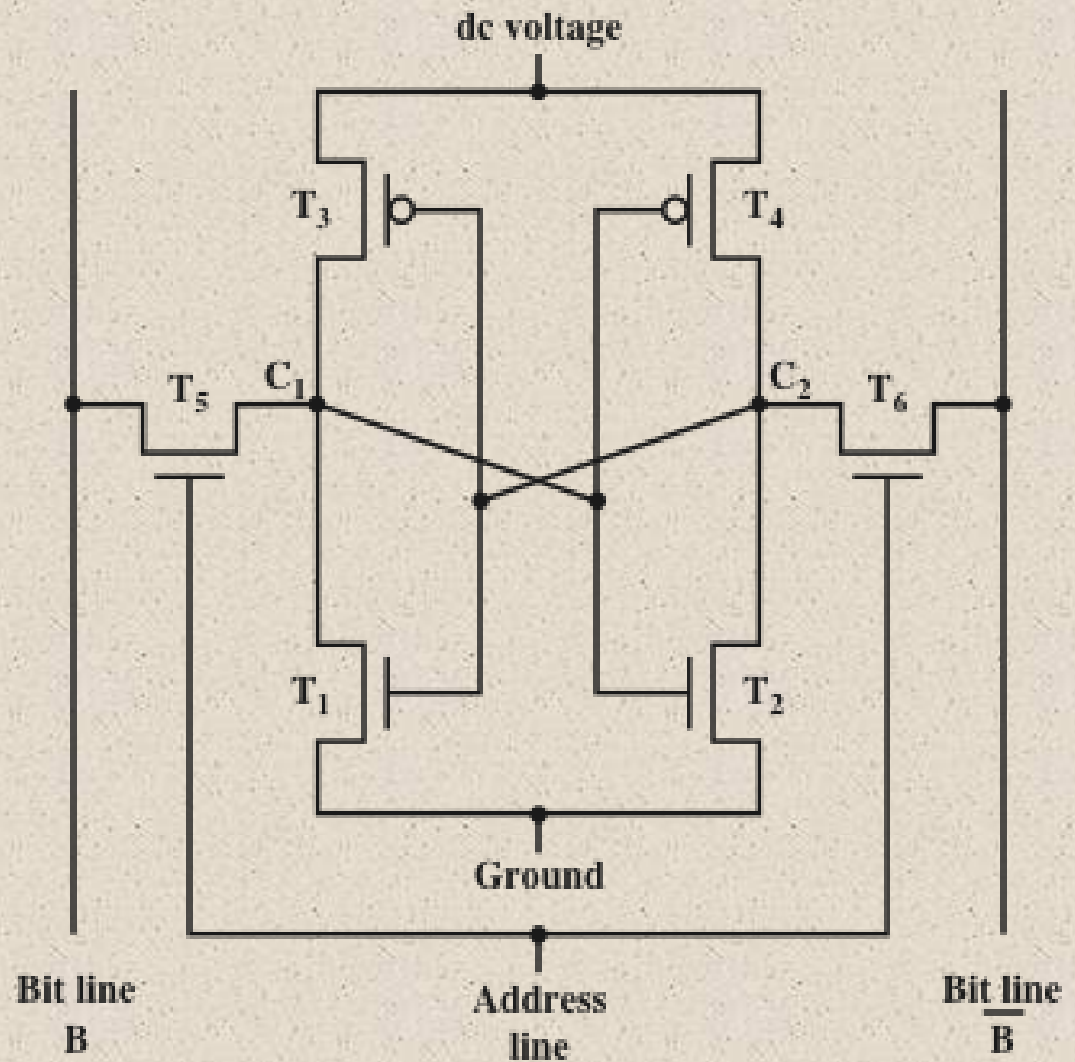 dc voltage
T3
T4
T5
C1
C2
T6
T1
T2
Ground
Bit line
B
Address
line
Bit line
B̅